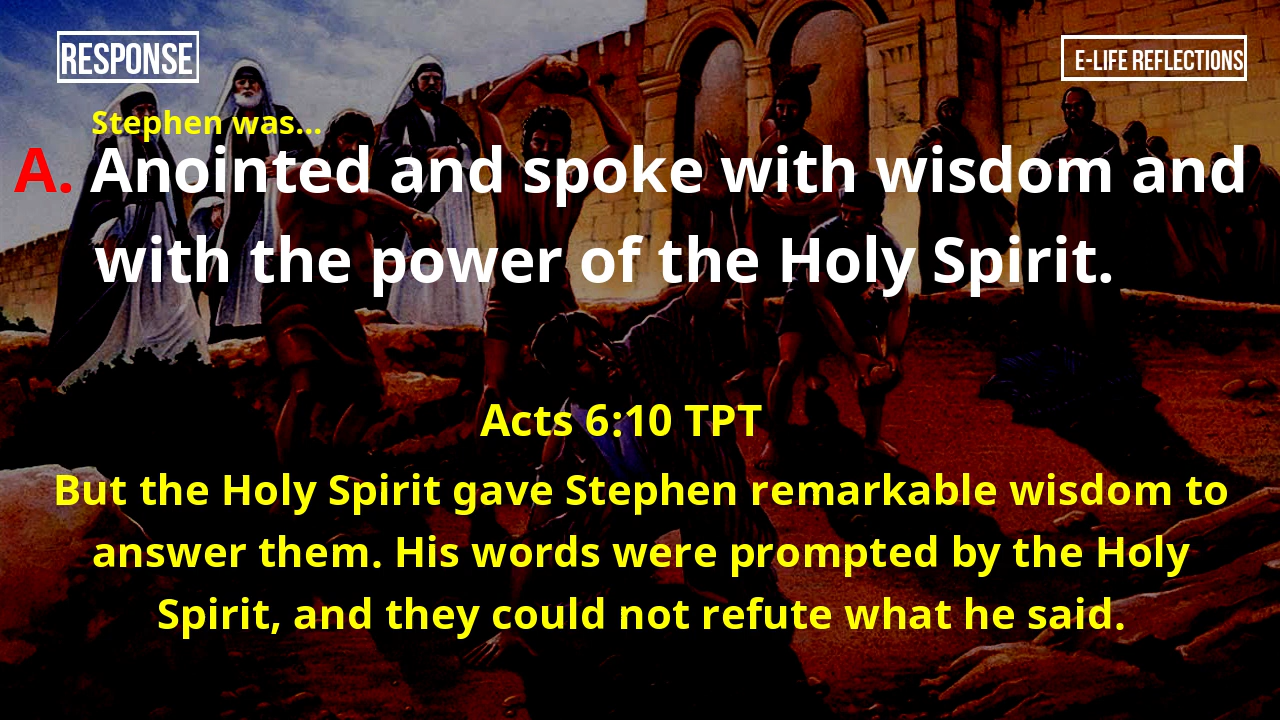 RESPONSE
E-LIFE REFLECTIONS
Stephen was...
A. Anointed and spoke with wisdom and
with the power of the Holy Spirit.
Acts 6:10 TPT
But the Holy Spirit gave Stephen remarkable wisdom to
answer them. His words were prompted by the Holy
Spirit, and they could not refute what he said.